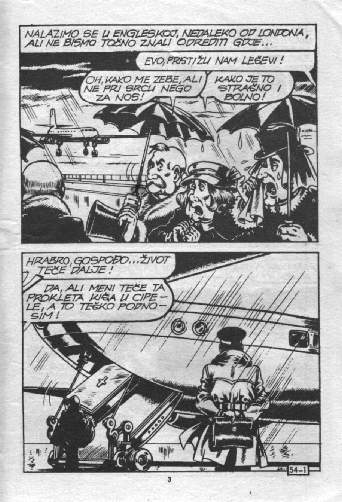 NALAZIMO SE U ENGLESKOJ, NEDALEKO OD LONDONA,
ALI NE BISMO TOČNO ZNALI ODREDITI GDJE...
EVO, PRISTIŽU NAM LEŠEVI!
OH, KAKO ME ZEBE, ALI
NE PRI SRCU NEGO
ZA NOS!
KAKO JE TO
STRAŠNO I
BOLNO!
HRABRO, GOSPOĐO... ŽIVOT
TEČE DALJE!
DA, ALI MENI TEČE TA
PROKLETA KIŠA U CIPE-
LE, A TO TEŠKO PODNO-
SIM!
54-1
3